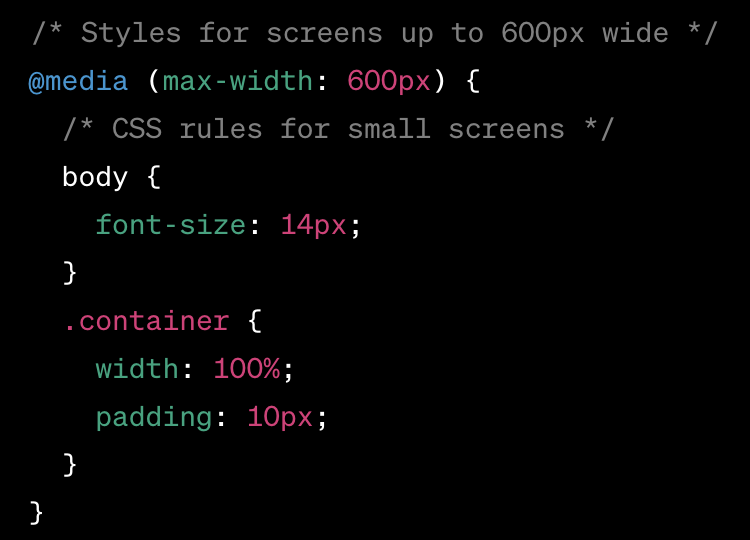 /* Styles for screens up to 600px wide */
@media (max-width: 600px) {
  /* CSS rules for small screens */
  body {
    font-size: 14px;
  }
  .container {
    width: 100%;
    padding: 10px;
  }
}